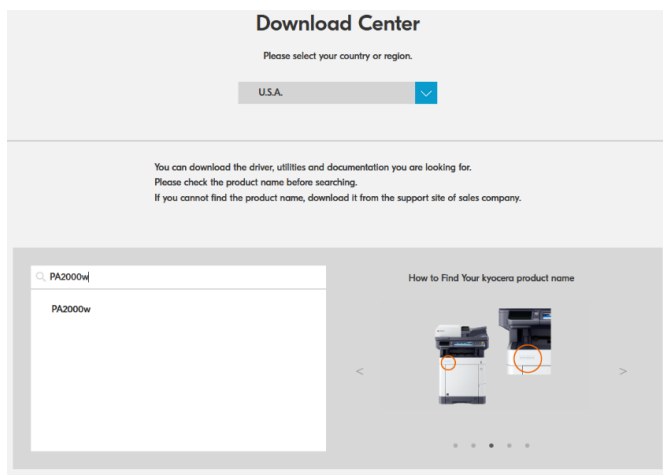 Download Center
Please select your country or region.
U.S.A.
You can download the driver, utilities and documentation you are looking for.
Please check the product name before searching.
If you cannot find the product name, download it from the support site of sales company.
PA2000w
PA2000w
How to Find Your kyocera product name
<
>